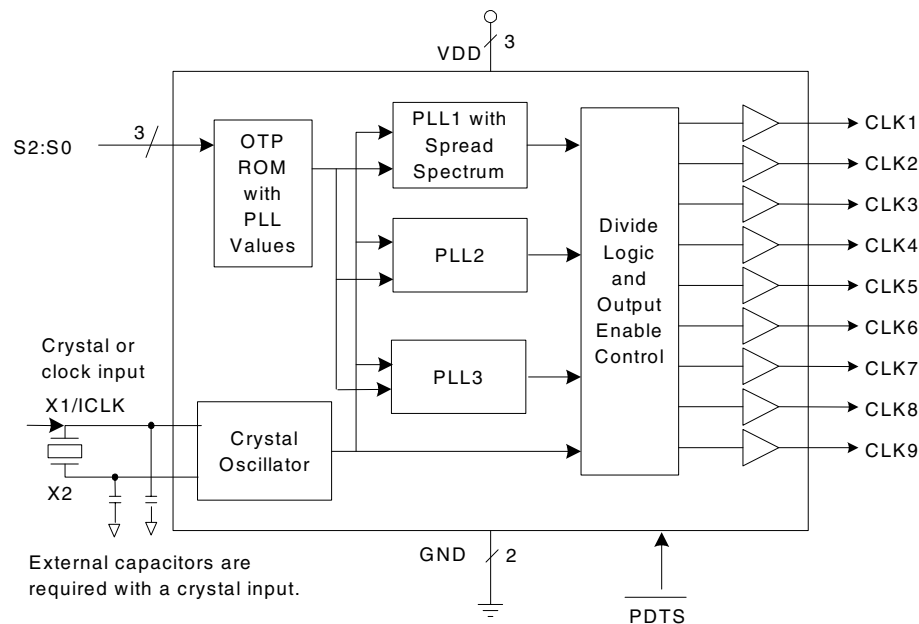 VDD
3
S2:S0
3
OTP
ROM
with
PLL
Values
PLL1 with
Spread
Spectrum
PLL2
PLL3
Divide
Logic
and
Output
Enable
Control
CLK1
CLK2
CLK3
CLK4
CLK5
CLK6
CLK7
CLK8
CLK9
Crystal or
clock input
X1/ICLK
X2
Crystal
Oscillator
External capacitors are
required with a crystal input.
GND
2
PDTS